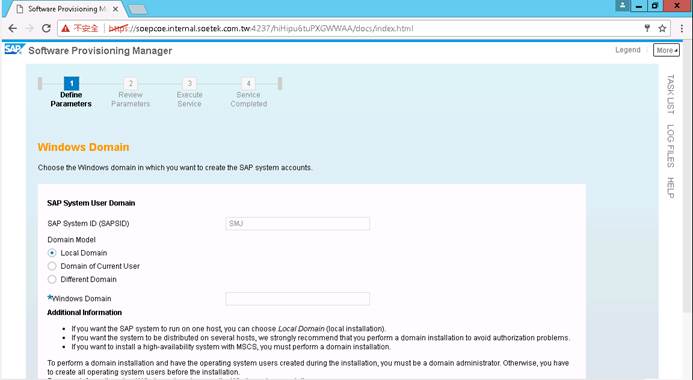 Software Provisioning M
不安全 https://soepcoe.internal.soetek.com.tw:4237/hiHipu6tuPXGWWAA/docs/index.html
SAP Software Provisioning Manager
Legend More
1 2 3 4
Define Parameters
Review Parameters
Execute Service
Service Completed
TASK LIST
LOG FILES
HELP
Windows Domain
Choose the Windows domain in which you want to create the SAP system accounts.
SAP System User Domain
SAP System ID (SAPSID) SMJ
Domain Model
Local Domain
Domain of Current User
Different Domain
*Windows Domain
Additional Information
• If you want the SAP system to run on one host, you can choose Local Domain (local installation).
• If you want the system to be distributed on several hosts, we strongly recommend that you perform a domain installation to avoid authorization problems.
• If you want to install a high-availability system with MSCS, you must perform a domain installation.
To perform a domain installation and have the operating system users created during the installation, you must be a domain administrator. Otherwise, you have
to create all operating system users before the installation.